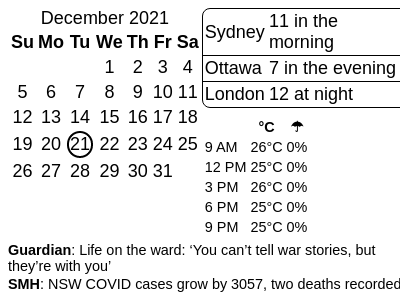 December 2021
Su Mo Tu We Th Fr Sa
1 2 3 4
5 6 7 8 9 10 11
12 13 14 15 16 17 18
19 20 21 22 23 24 25
26 27 28 29 30 31
Sydney 11 in the
morning
Ottawa 7 in the evening
London 12 at night
°C ☂
9 AM 26°C 0%
12 PM 25°C 0%
3 PM 26°C 0%
6 PM 25°C 0%
9 PM 25°C 0%
Guardian: Life on the ward: ‘You can’t tell war stories, but
they’re with you’
SMH: NSW COVID cases grow by 3057, two deaths recorded